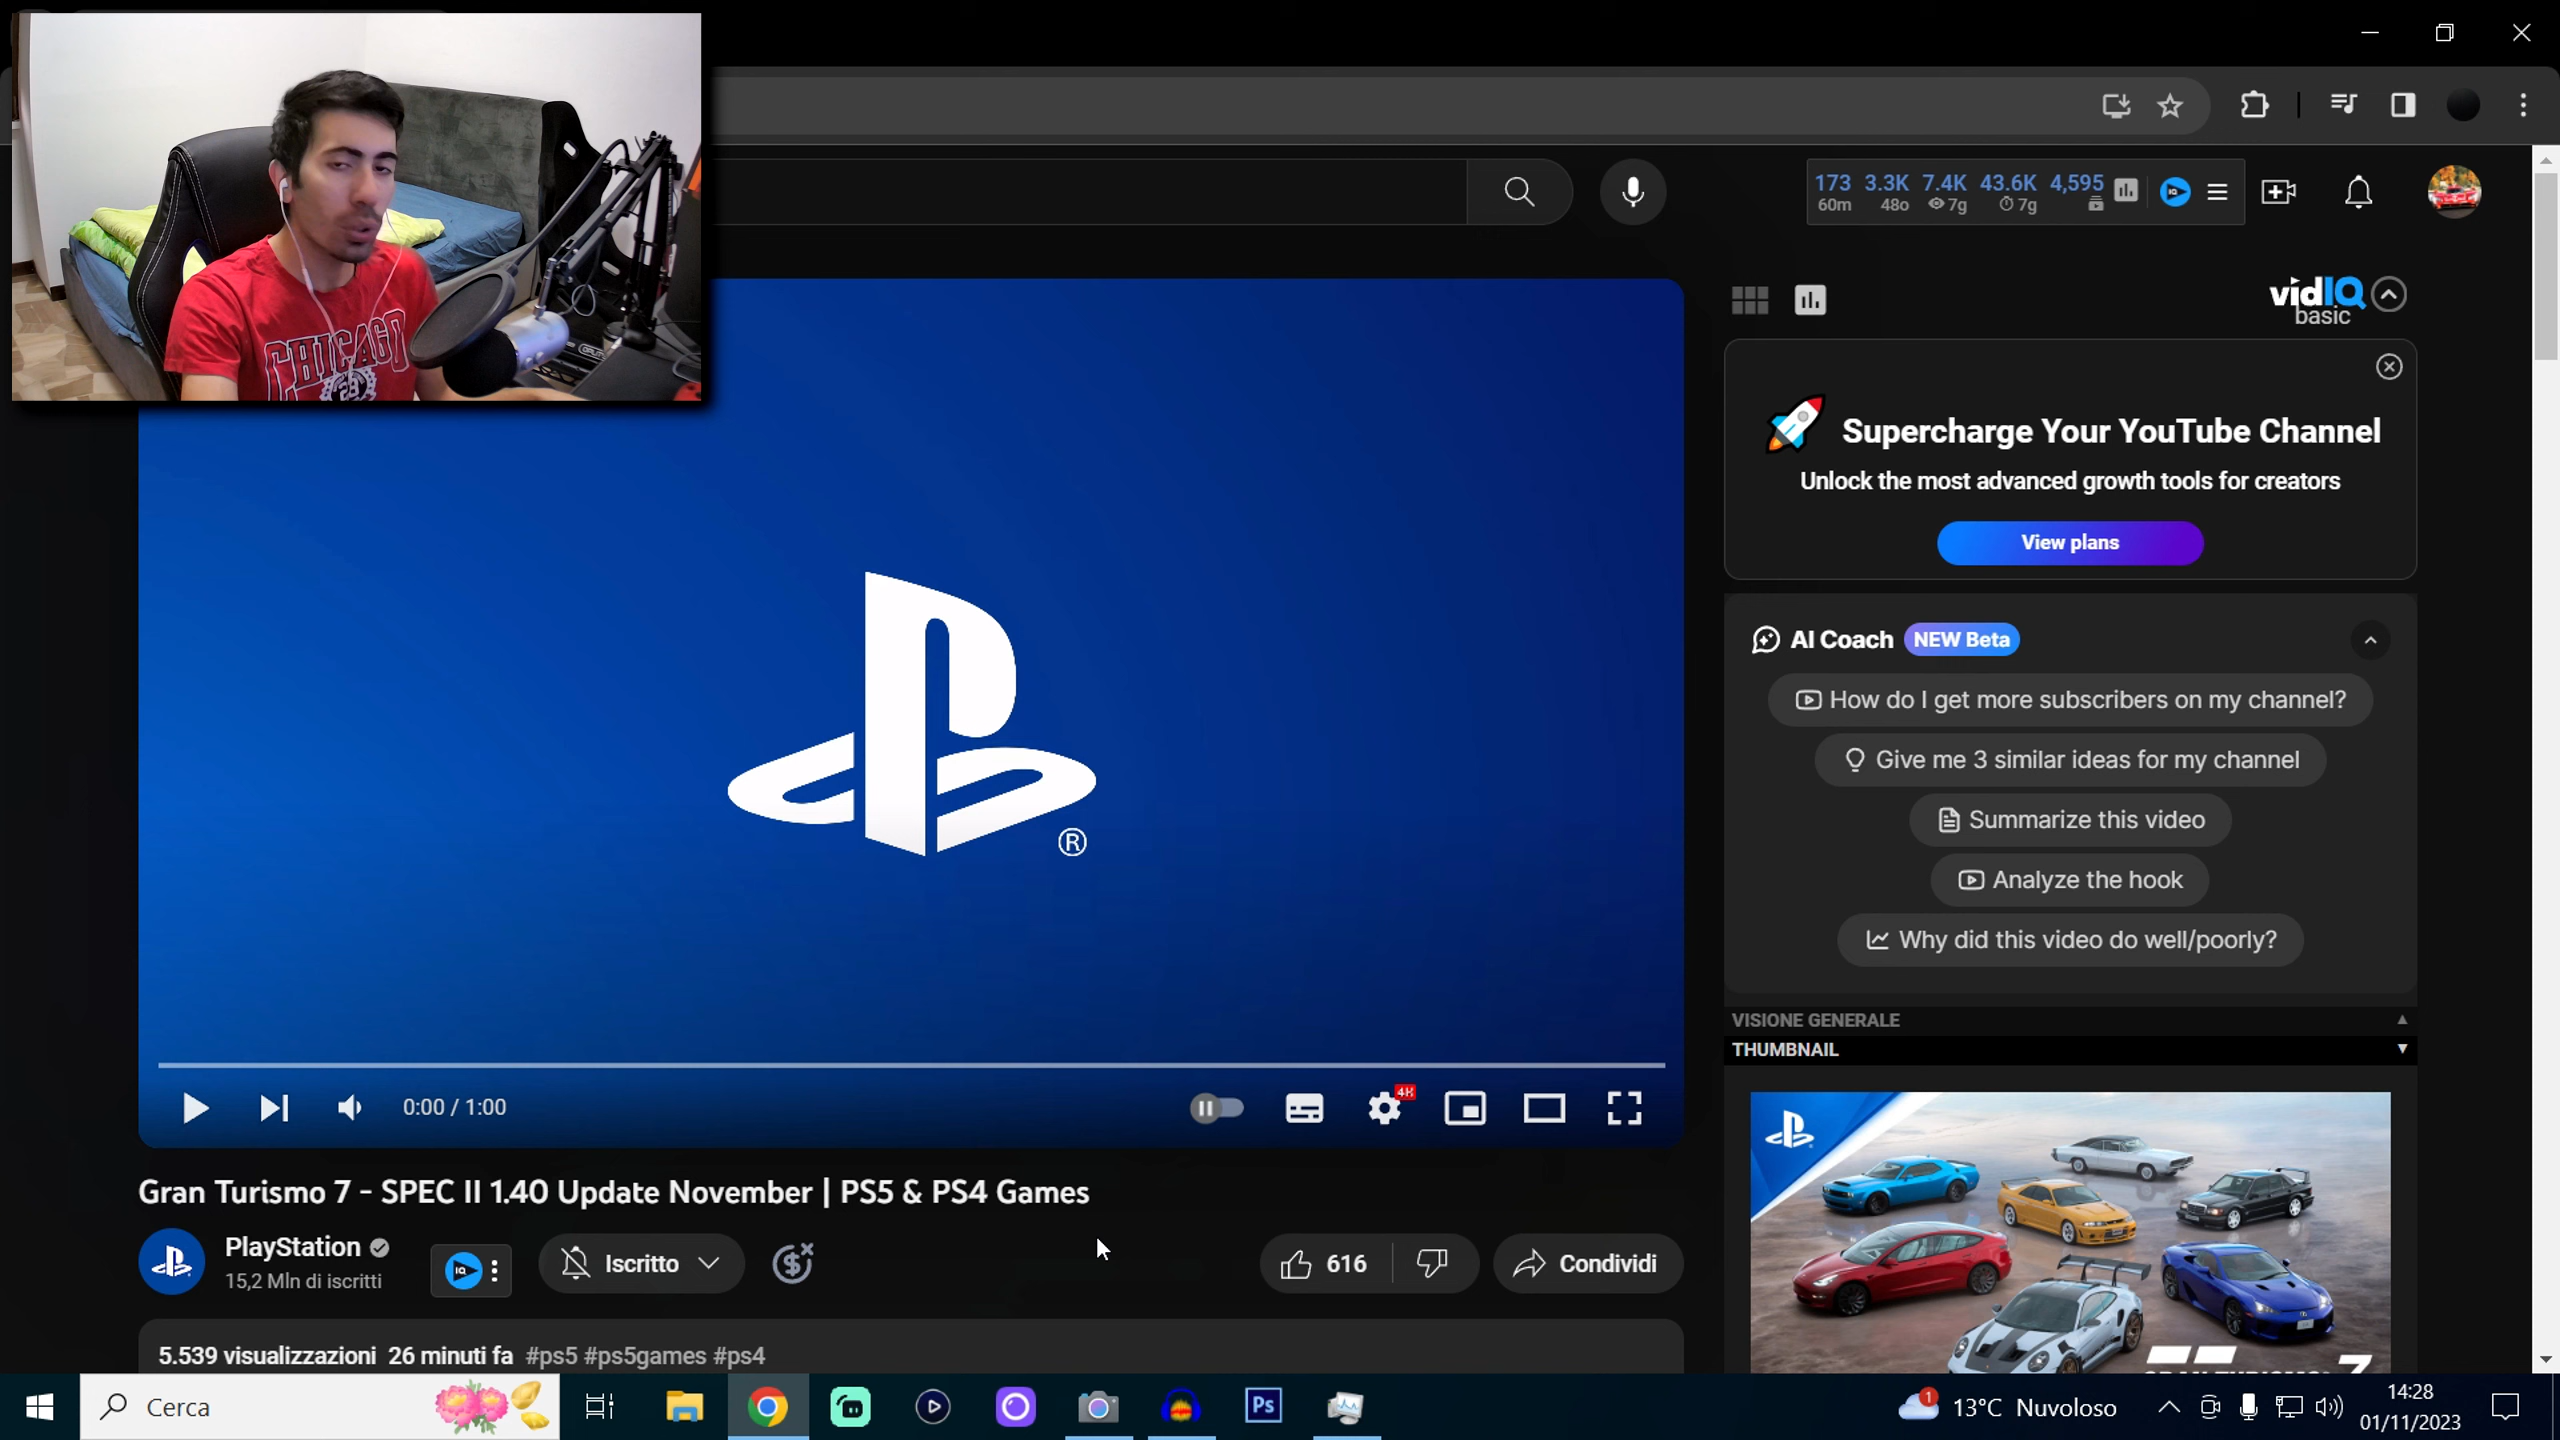 CHICAGO
173 3.3K 7.4K 43.6K 4,595
60m 48o 7g 7g
vidIQ
basic
Supercharge Your YouTube Channel
Unlock the most advanced growth tools for creators
View plans
AI Coach NEW Beta
How do I get more subscribers on my channel?
Give me 3 similar ideas for my channel
Summarize this video
Analyze the hook
Why did this video do well/poorly?
VISIONE GENERALE
THUMBNAIL
®
0:00 / 1:00
4K
Gran Turismo 7 - SPEC II 1.40 Update November | PS5 & PS4 Games
PlayStation
15,2 Mln di iscritti
IQ
Iscritto
616
Condividi
5.539 visualizzazioni 26 minuti fa #ps5 #ps5games #ps4
Cerca
Ps
1
13°C Nuvoloso
14:28
01/11/2023